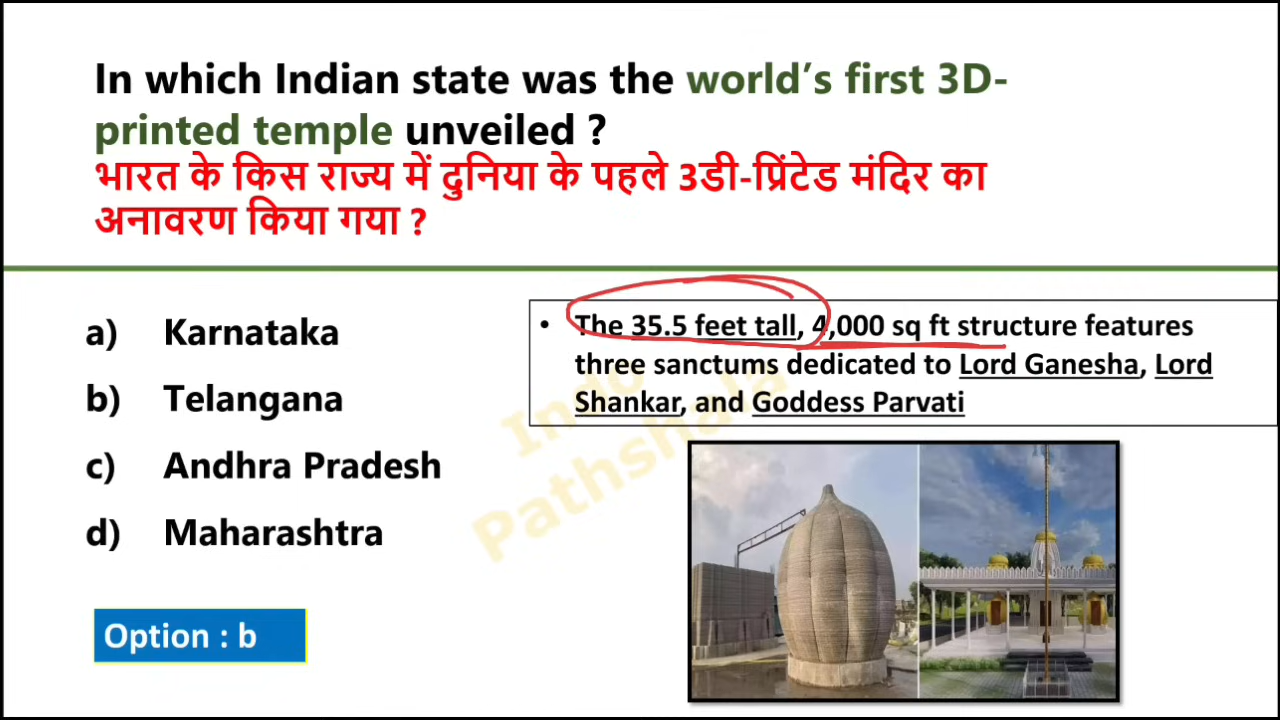 In which Indian state was the world’s first 3D-
printed temple unveiled ?
भारत के किस राज्य में दुनिया के पहले 3डी-प्रिंटेड मंदिर का
अनावरण किया गया ?
a) Karnataka
b) Telangana
c) Andhra Pradesh
d) Maharashtra
• The 35.5 feet tall, 4,000 sq ft structure features
three sanctums dedicated to Lord Ganesha, Lord
Shankar, and Goddess Parvati
Indo
Pathshala
Option : b